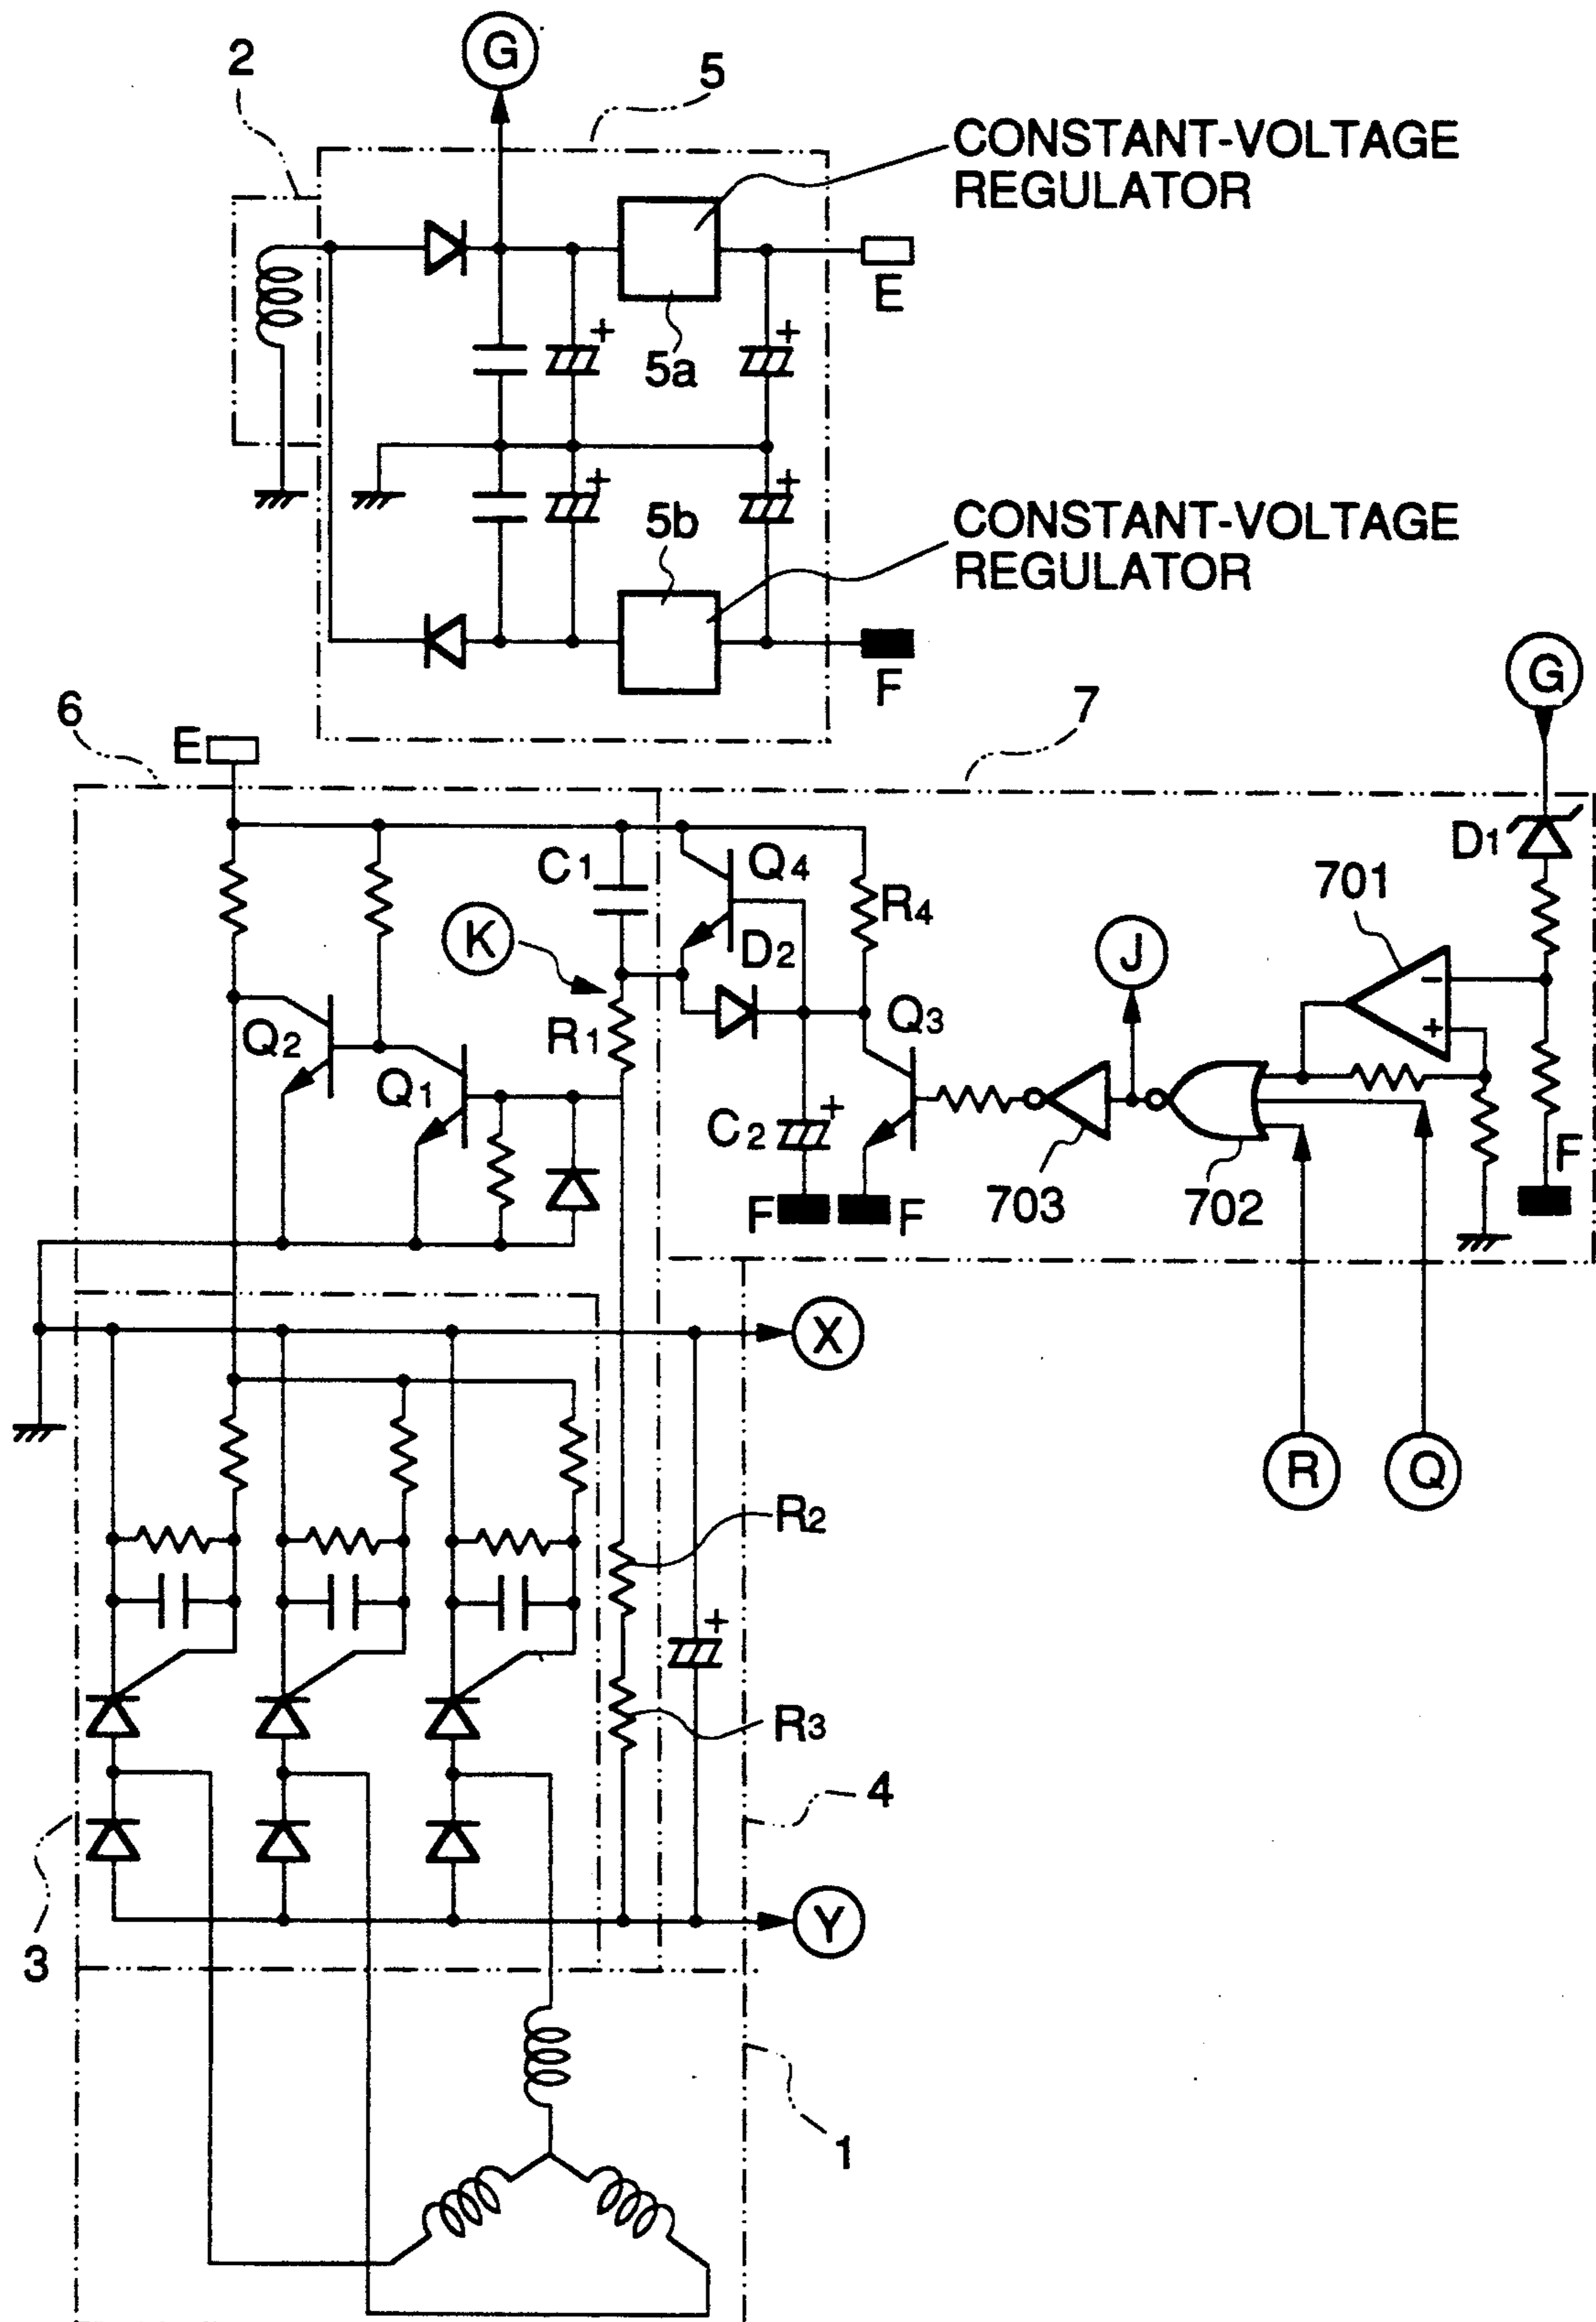 G
2
5
CONSTANT-VOLTAGE
REGULATOR
E
+
+
5a
+
+
5b
CONSTANT-VOLTAGE
REGULATOR
F
G
6
E
7
D1
C1
Q4
R4
701
K
D2
J
−
+
Q2
R1
Q3
Q1
C2
+
703
702
F
F
F
X
R
Q
R2
+
R3
4
3
Y
1